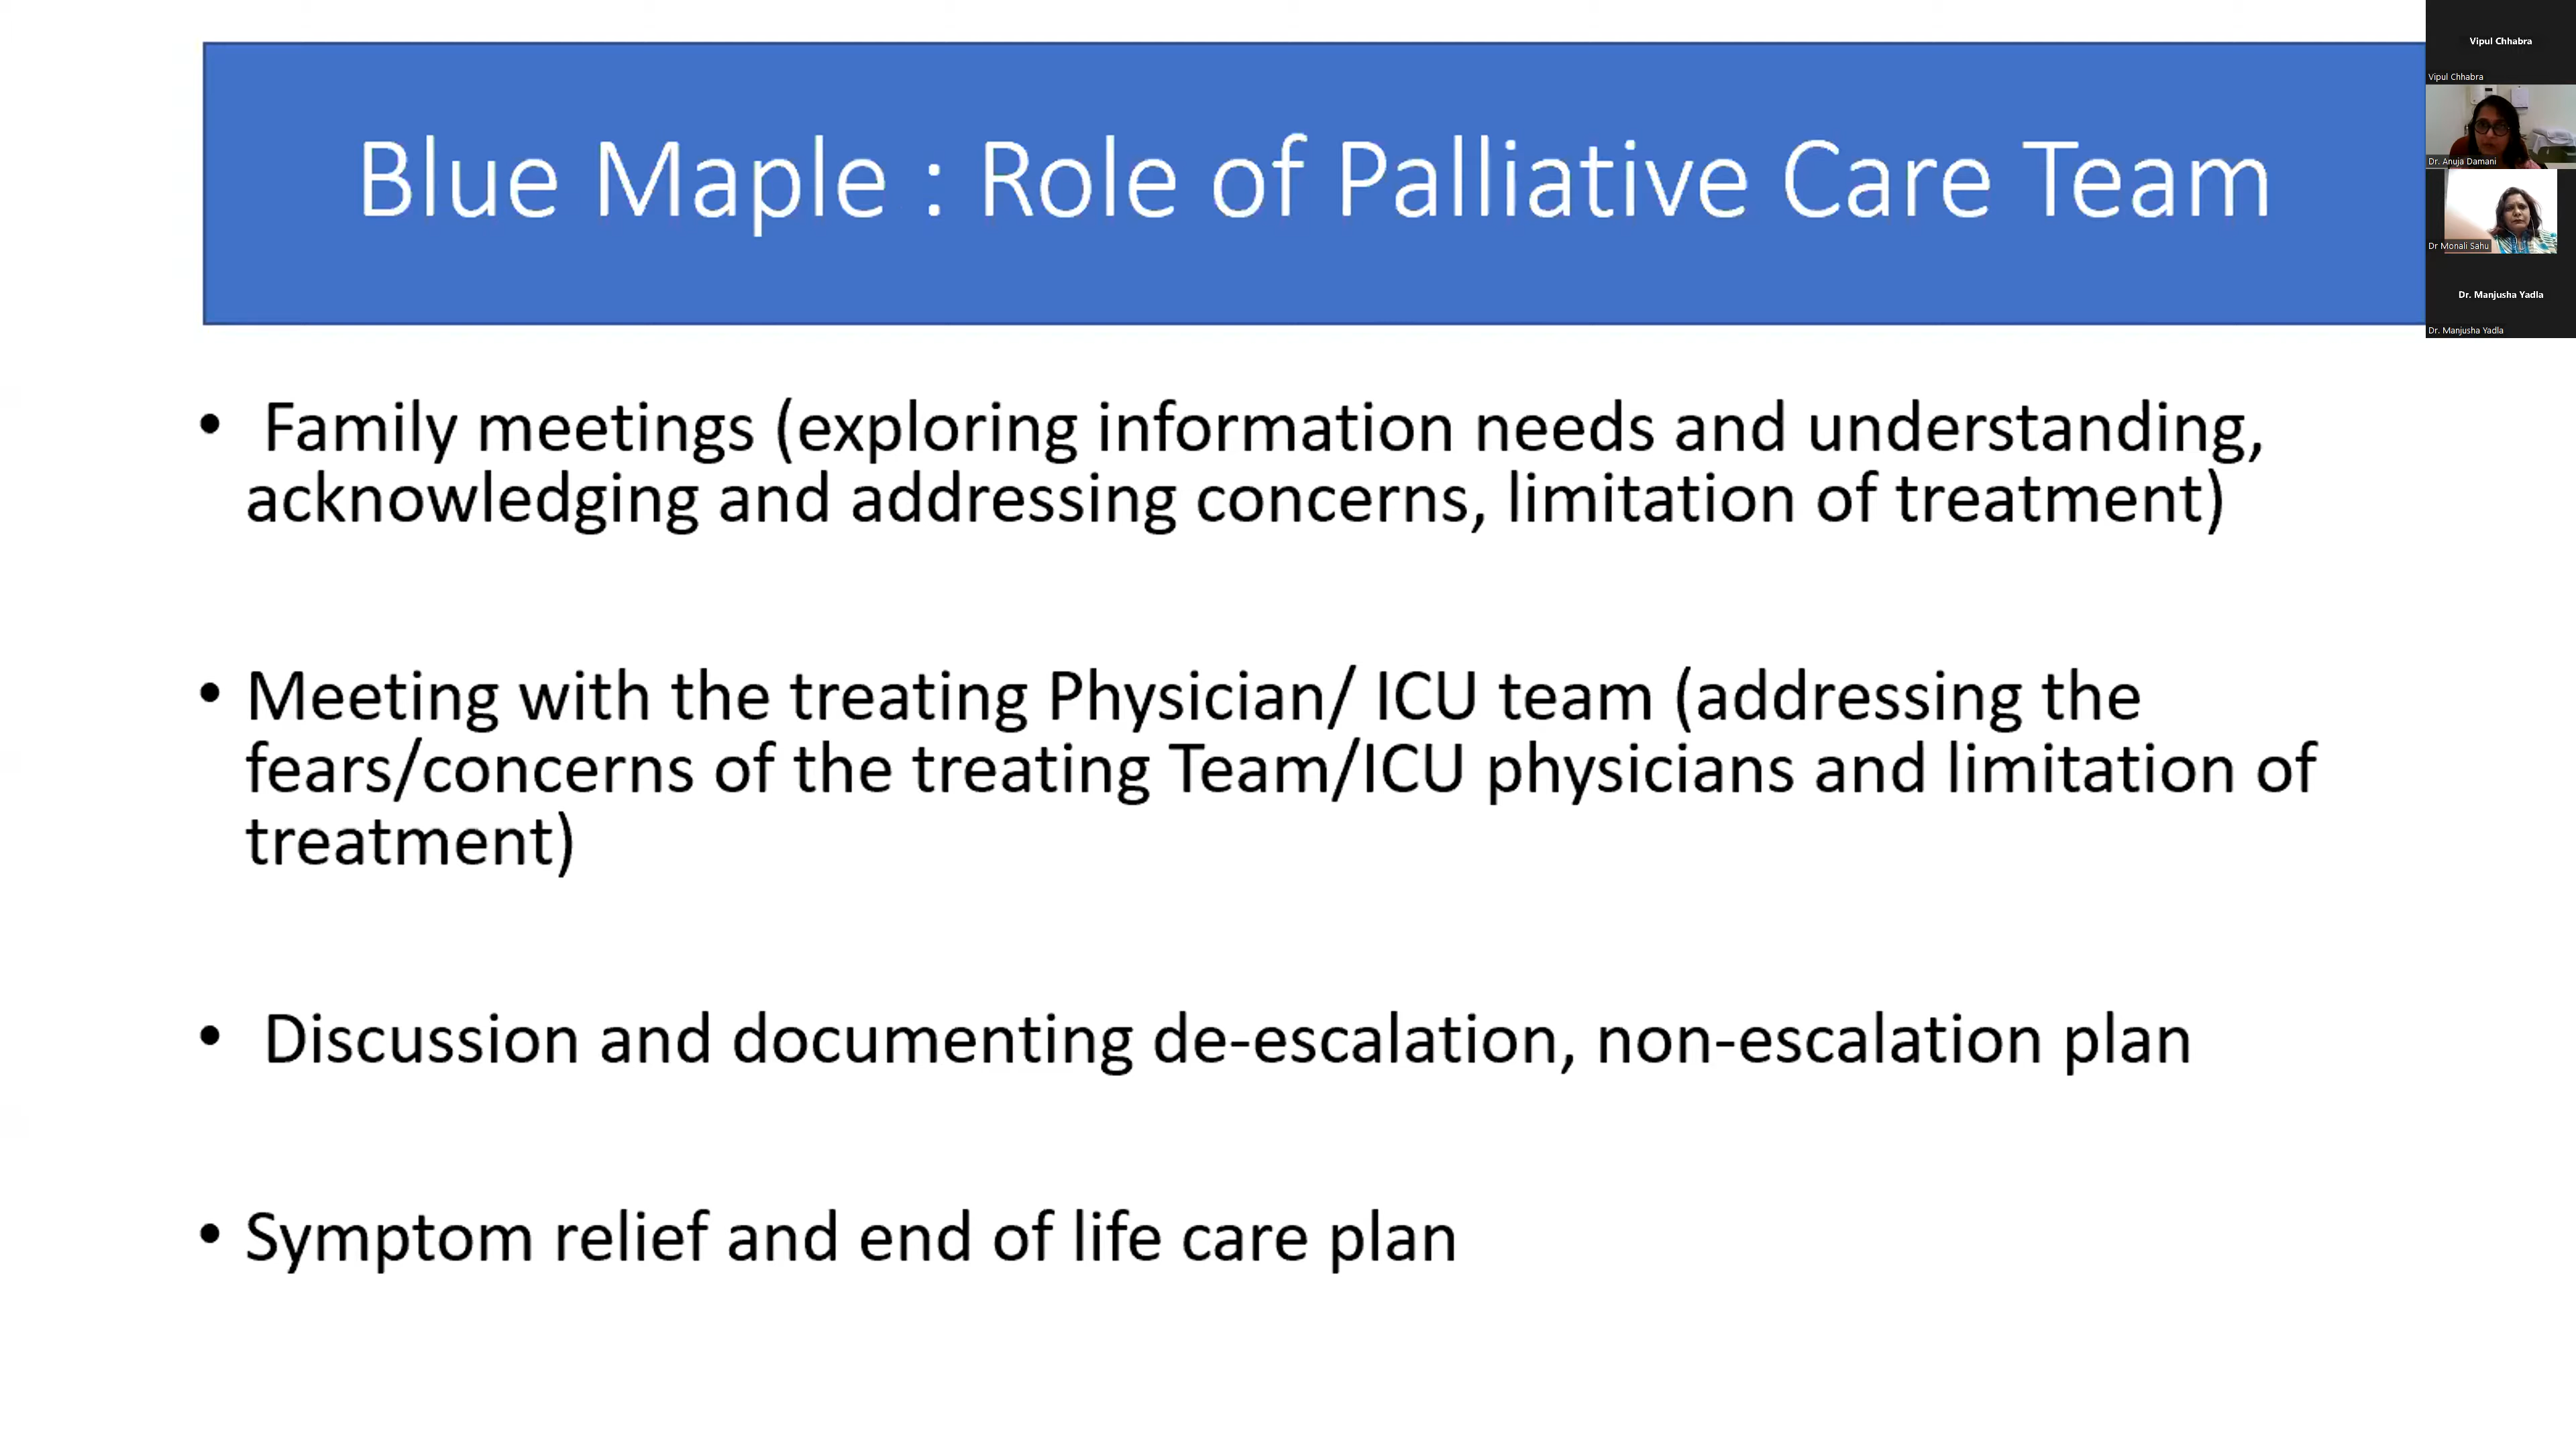 Blue Maple : Role of Palliative Care Team
• Family meetings (exploring information needs and understanding,
acknowledging and addressing concerns, limitation of treatment)
• Meeting with the treating Physician/ ICU team (addressing the
fears/concerns of the treating Team/ICU physicians and limitation of
treatment)
• Discussion and documenting de-escalation, non-escalation plan
• Symptom relief and end of life care plan
Vipul Chhabra
Vipul Chhabra
Dr. Anuja Damani
Dr Monali Sahu
Dr. Manjusha Yadla
Dr. Manjusha Yadla